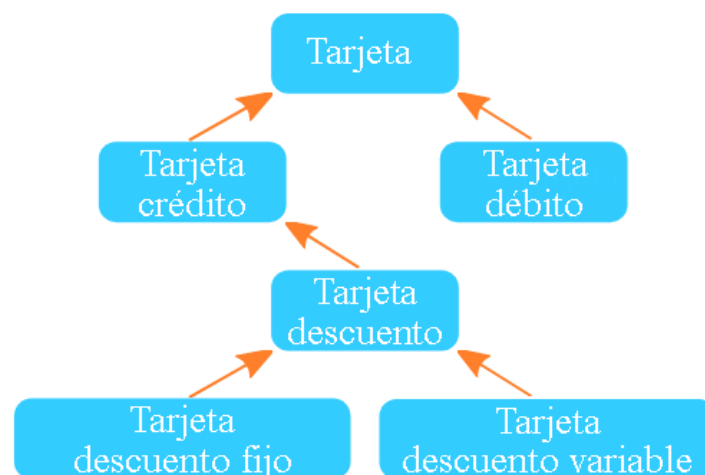 Tarjeta
Tarjeta
crédito
Tarjeta
débito
Tarjeta
descuento
Tarjeta
descuento fijo
Tarjeta
descuento variable